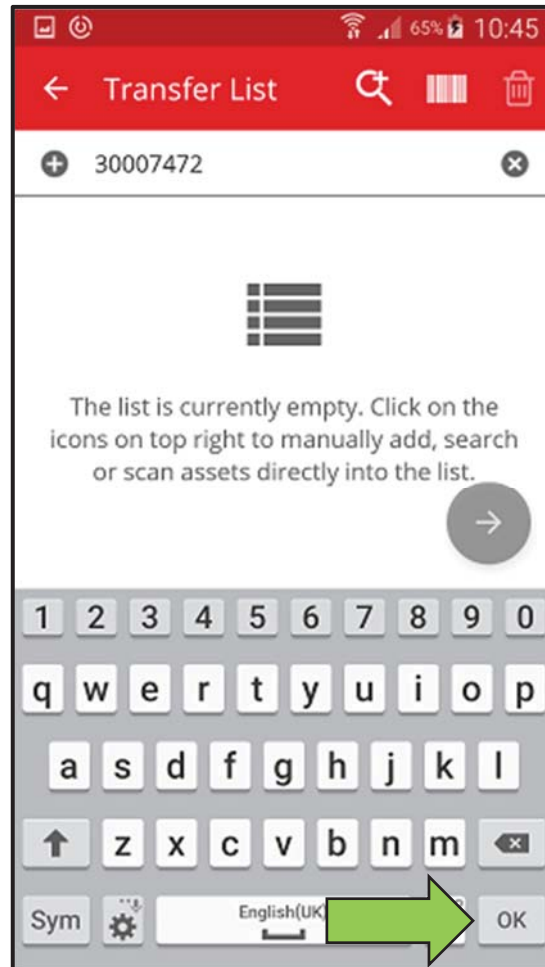 65% 10:45
Transfer List
30007472
The list is currently empty. Click on the
icons on top right to manually add, search
or scan assets directly into the list.
1 2 3 4 5 6 7 8 9 0
q w e r t y u i o p
a s d f g h j k l
z x c v b n m
Sym English(UK) OK